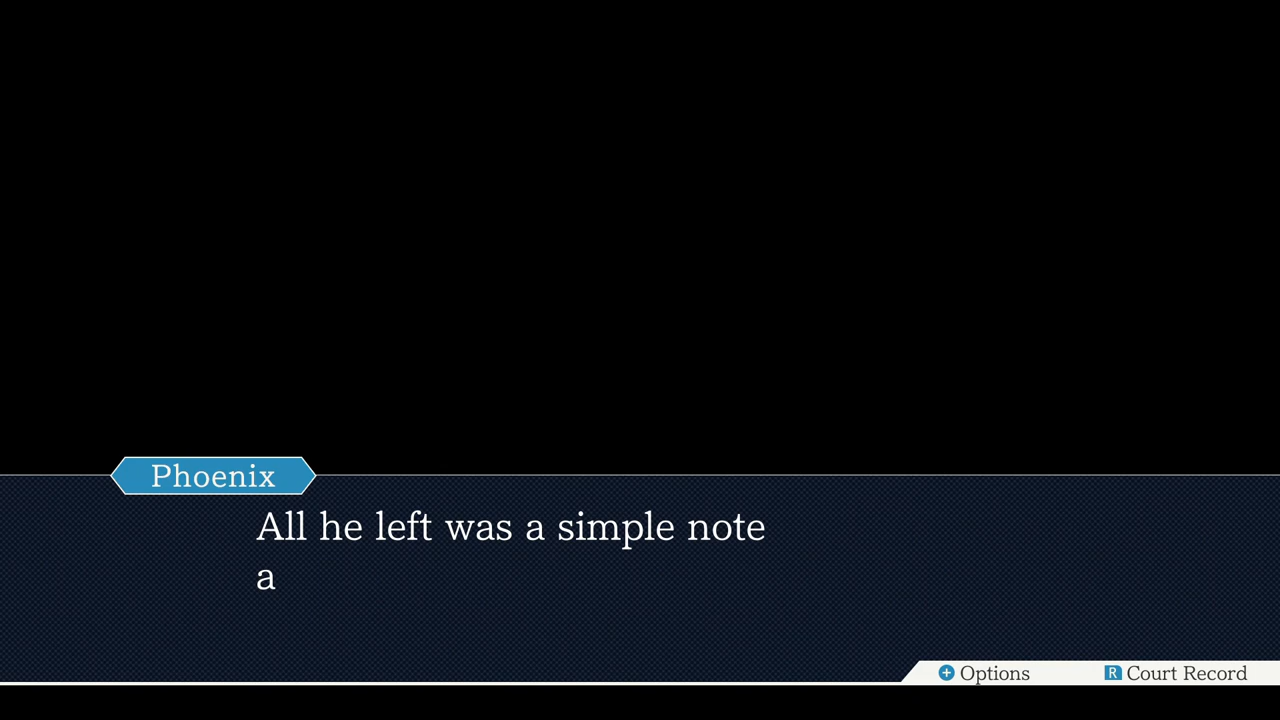 Phoenix
All he left was a simple note
a
+ Options R Court Record